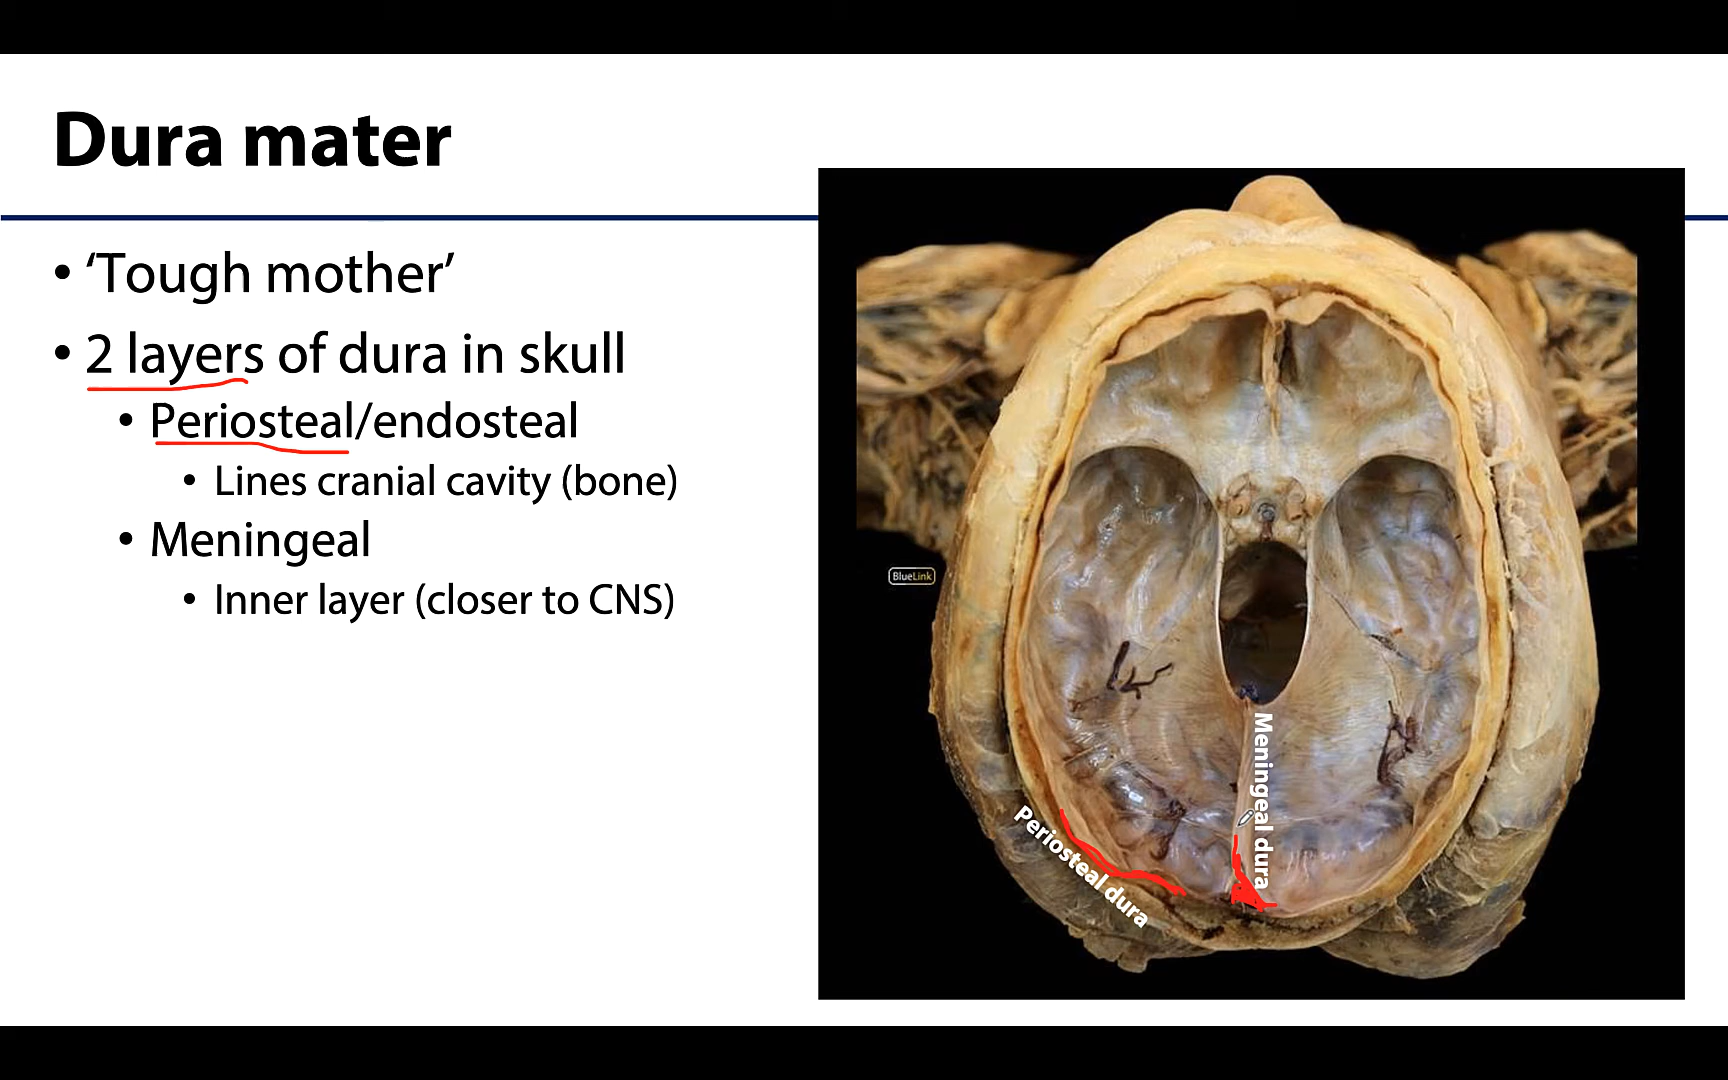 Dura mater
• ‘Tough mother’
• 2 layers of dura in skull
• Periosteal/endosteal
• Lines cranial cavity (bone)
• Meningeal
• Inner layer (closer to CNS)
BlueLink
Meningeal dura
Periosteal dura